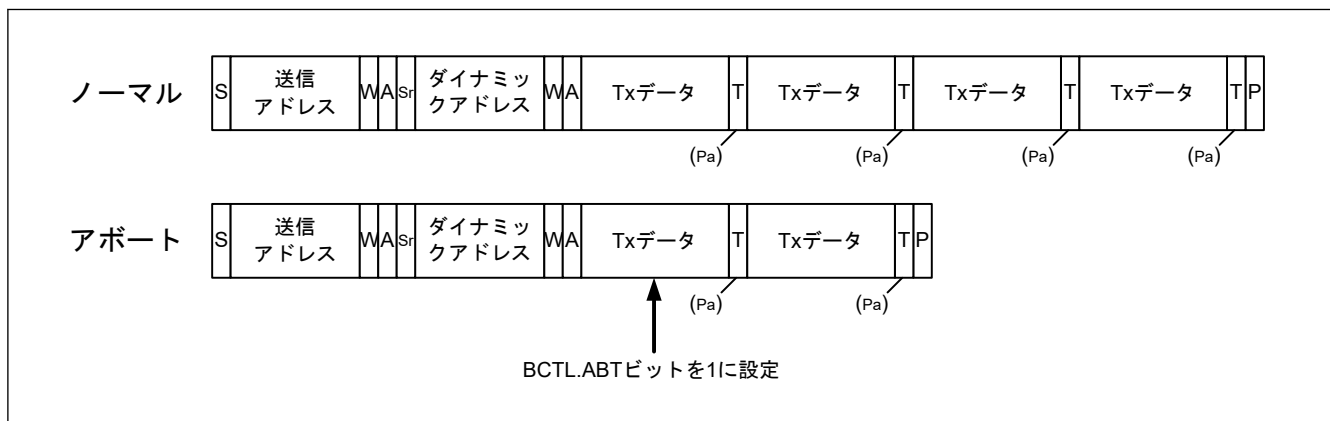 ノーマル S 送信アドレス W A Sr ダイナミックアドレス W A Txデータ T Txデータ T Txデータ T Txデータ T P
(Pa) (Pa) (Pa) (Pa)
アボート S 送信アドレス W A Sr ダイナミックアドレス W A Txデータ T Txデータ T P
(Pa) (Pa)
BCTL.ABTビットを1に設定